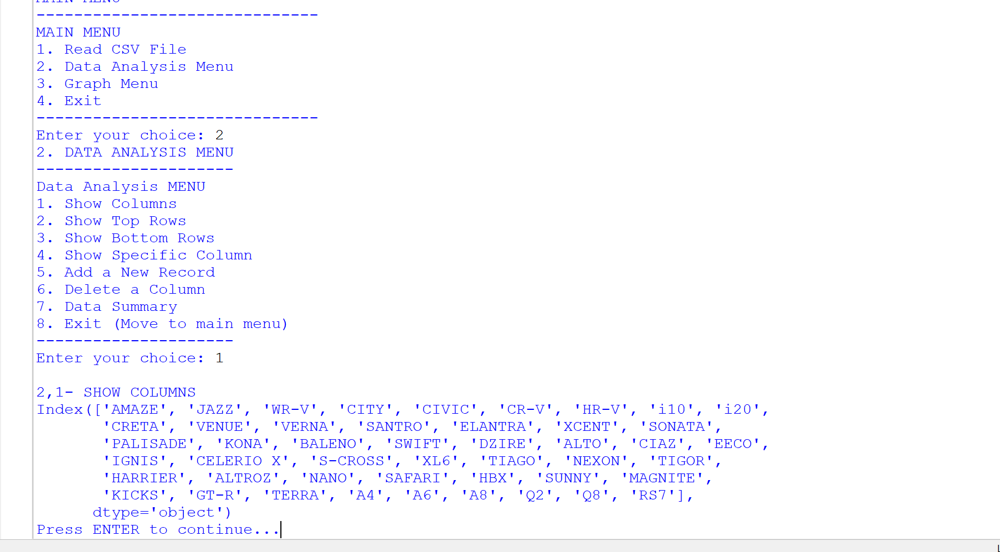 MAIN MENU
------------------------------
MAIN MENU
1. Read CSV File
2. Data Analysis Menu
3. Graph Menu
4. Exit
------------------------------
Enter your choice: 2
2. DATA ANALYSIS MENU
---------------------
Data Analysis MENU
1. Show Columns
2. Show Top Rows
3. Show Bottom Rows
4. Show Specific Column
5. Add a New Record
6. Delete a Column
7. Data Summary
8. Exit (Move to main menu)
---------------------
Enter your choice: 1
2,1- SHOW COLUMNS
Index(['AMAZE', 'JAZZ', 'WR-V', 'CITY', 'CIVIC', 'CR-V', 'HR-V', 'i10', 'i20',
'CRETA', 'VENUE', 'VERNA', 'SANTRO', 'ELANTRA', 'XCENT', 'SONATA',
'PALISADE', 'KONA', 'BALENO', 'SWIFT', 'DZIRE', 'ALTO', 'CIAZ', 'EECO',
'IGNIS', 'CELERIO X', 'S-CROSS', 'XL6', 'TIAGO', 'NEXON', 'TIGOR',
'HARRIER', 'ALTROZ', 'NANO', 'SAFARI', 'HBX', 'SUNNY', 'MAGNITE',
'KICKS', 'GT-R', 'TERRA', 'A4', 'A6', 'A8', 'Q2', 'Q8', 'RS7'],
dtype='object')
Press ENTER to continue...